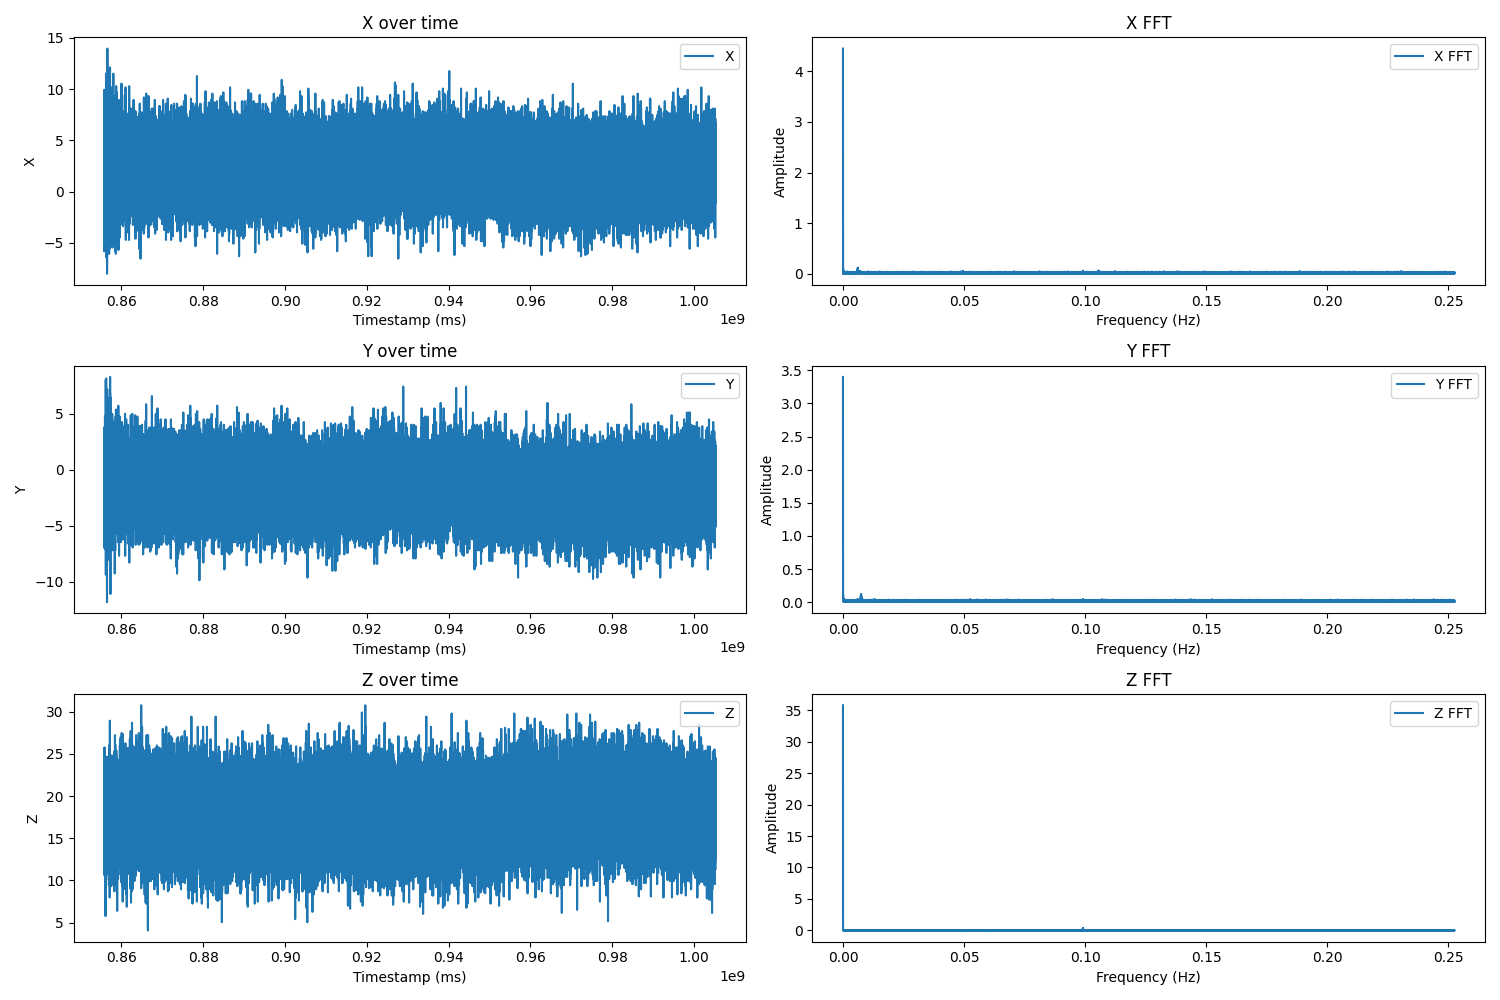 X over time
X FFT
15
10
5
0
−5
X
X
0.86 0.88 0.90 0.92 0.94 0.96 0.98 1.00
Timestamp (ms)
1e9
4
3
2
1
0
Amplitude
X FFT
0.00 0.05 0.10 0.15 0.20 0.25
Frequency (Hz)
Y over time
Y FFT
5
0
−5
−10
Y
Y
0.86 0.88 0.90 0.92 0.94 0.96 0.98 1.00
Timestamp (ms)
1e9
3.5
3.0
2.5
2.0
1.5
1.0
0.5
0.0
Amplitude
Y FFT
0.00 0.05 0.10 0.15 0.20 0.25
Frequency (Hz)
Z over time
Z FFT
30
25
20
15
10
5
Z
Z
0.86 0.88 0.90 0.92 0.94 0.96 0.98 1.00
Timestamp (ms)
1e9
35
30
25
20
15
10
5
0
Amplitude
Z FFT
0.00 0.05 0.10 0.15 0.20 0.25
Frequency (Hz)